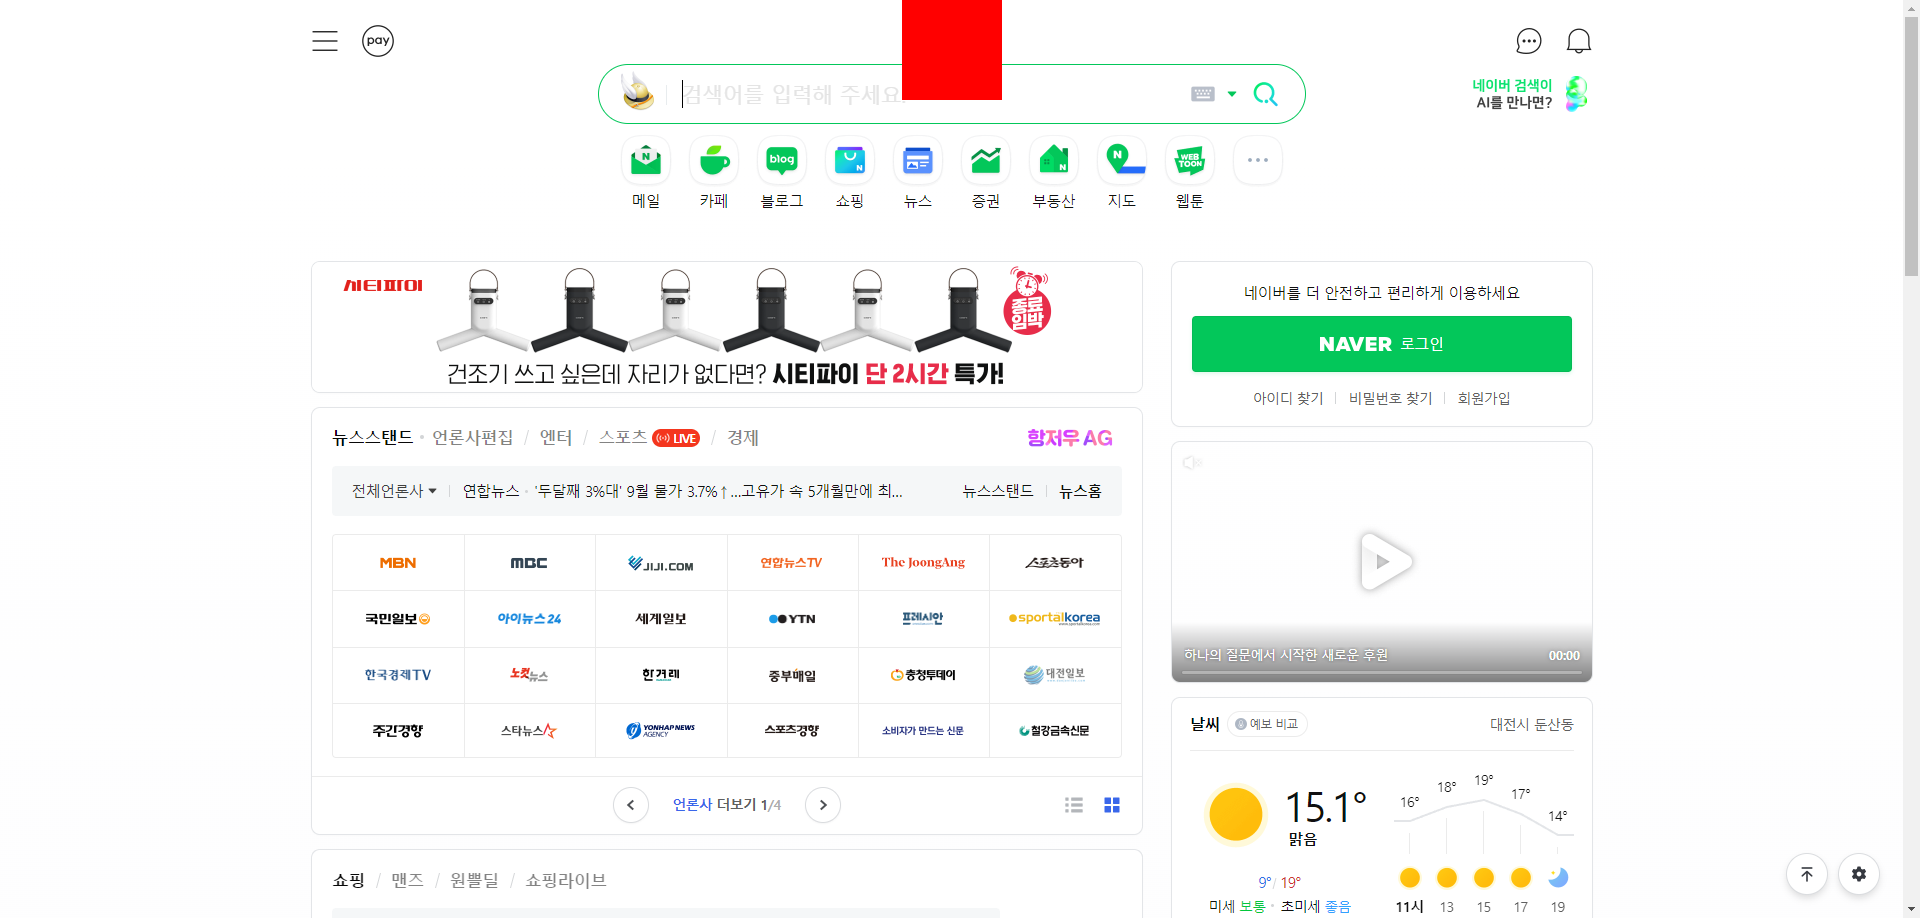 pay
검색어를 입력해 주세요.
네이버 검색이
AI를 만나면?
N
blog
N
N
N
N
WEB
TOON
메일
카페
블로그
쇼핑
뉴스
증권
부동산
지도
웹툰
시티파이
종료
임박
건조기 쓰고 싶은데 자리가 없다면? 시티파이 단 2시간 특가!
네이버를 더 안전하고 편리하게 이용하세요
NAVER 로그인
아이디 찾기
비밀번호 찾기
회원가입
뉴스스탠드 · 언론사편집 / 엔터 / 스포츠 LIVE / 경제
항저우 AG
전체언론사
연합뉴스 · '두달째 3%대' 9월 물가 3.7%↑…고유가 속 5개월만에 최...
뉴스스탠드
뉴스홈
MBN
MBC
JIJI.COM
연합뉴스TV
The JoongAng
스포츠동아
국민일보
아이뉴스24
세계일보
YTN
프레시안
sportalkorea
한국경제TV
노컷뉴스
한겨레
중부매일
충청투데이
대전일보
주간경향
스타뉴스
YONHAP NEWS
AGENCY
스포츠경향
소비자가 만드는 신문
철강금속신문
언론사 더보기 1/4
하나의 질문에서 시작한 새로운 후원
00:00
날씨
예보 비교
대전시 둔산동
15.1°
맑음
9° / 19°
미세 보통 · 초미세 좋음
16° 18° 19° 17° 14°
11시 13 15 17 19
쇼핑 / 맨즈 / 원쁠딜 / 쇼핑라이브